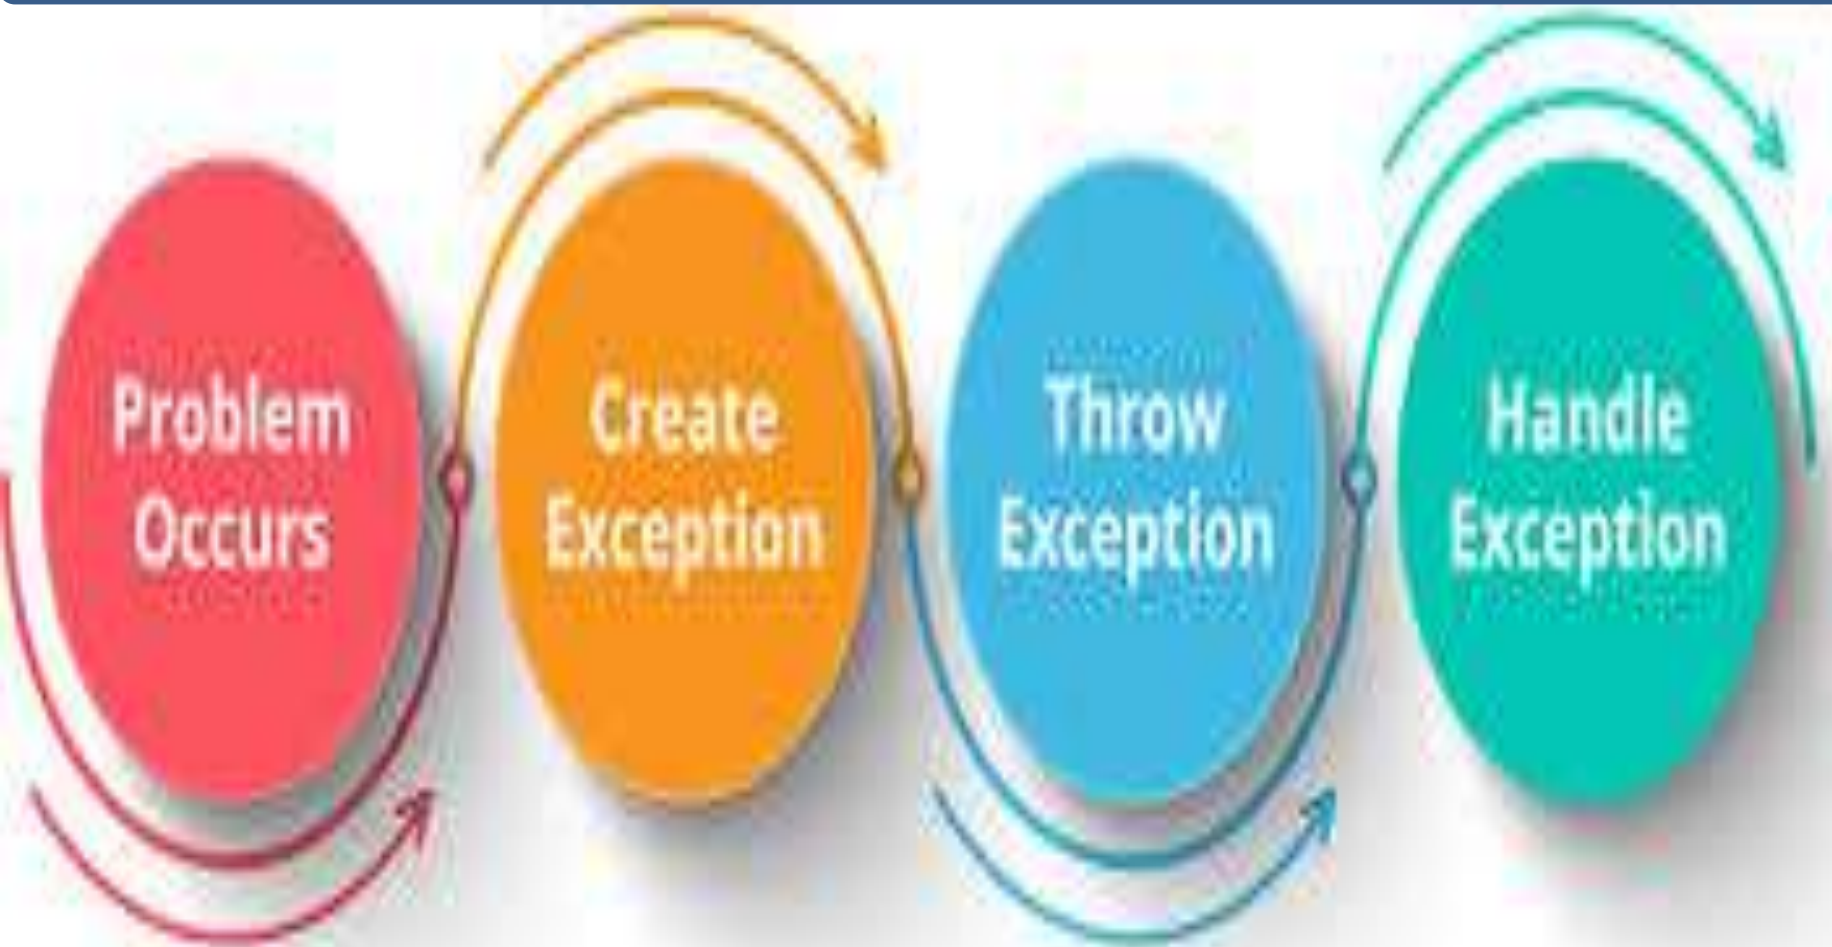 Problem
Occurs
Create
Exception
Throw
Exception
Handle
Exception